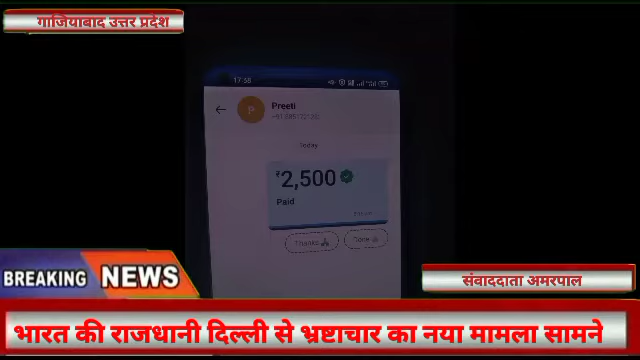 गाजियाबाद उत्तर प्रदेश
17:58
Preeti
Today
₹2,500
Paid
Thanks
BREAKING NEWS
संवाददाता अमरपाल
भारत की राजधानी दिल्ली से भ्रष्टाचार का नया मामला सामने